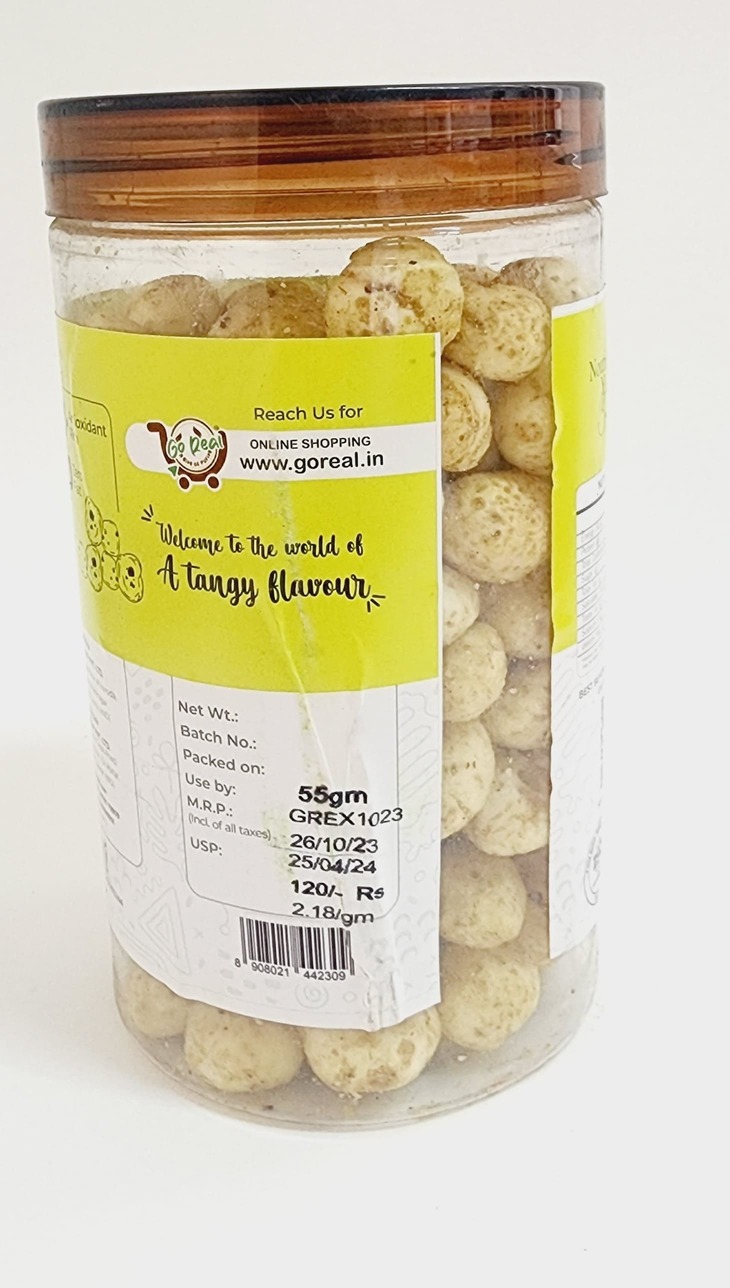 Reach Us for
Go Real
ONLINE SHOPPING
www.goreal.in
oxidant
Welcome to the world of
A tangy flavour
Net Wt.:
Batch No.:
Packed on:
Use by:
M.R.P.:
(Incl. of all taxes)
USP:
55gm
GREX1023
26/10/23
25/04/24
120/- Rs
2.18/gm
8 908021 442309
BEST